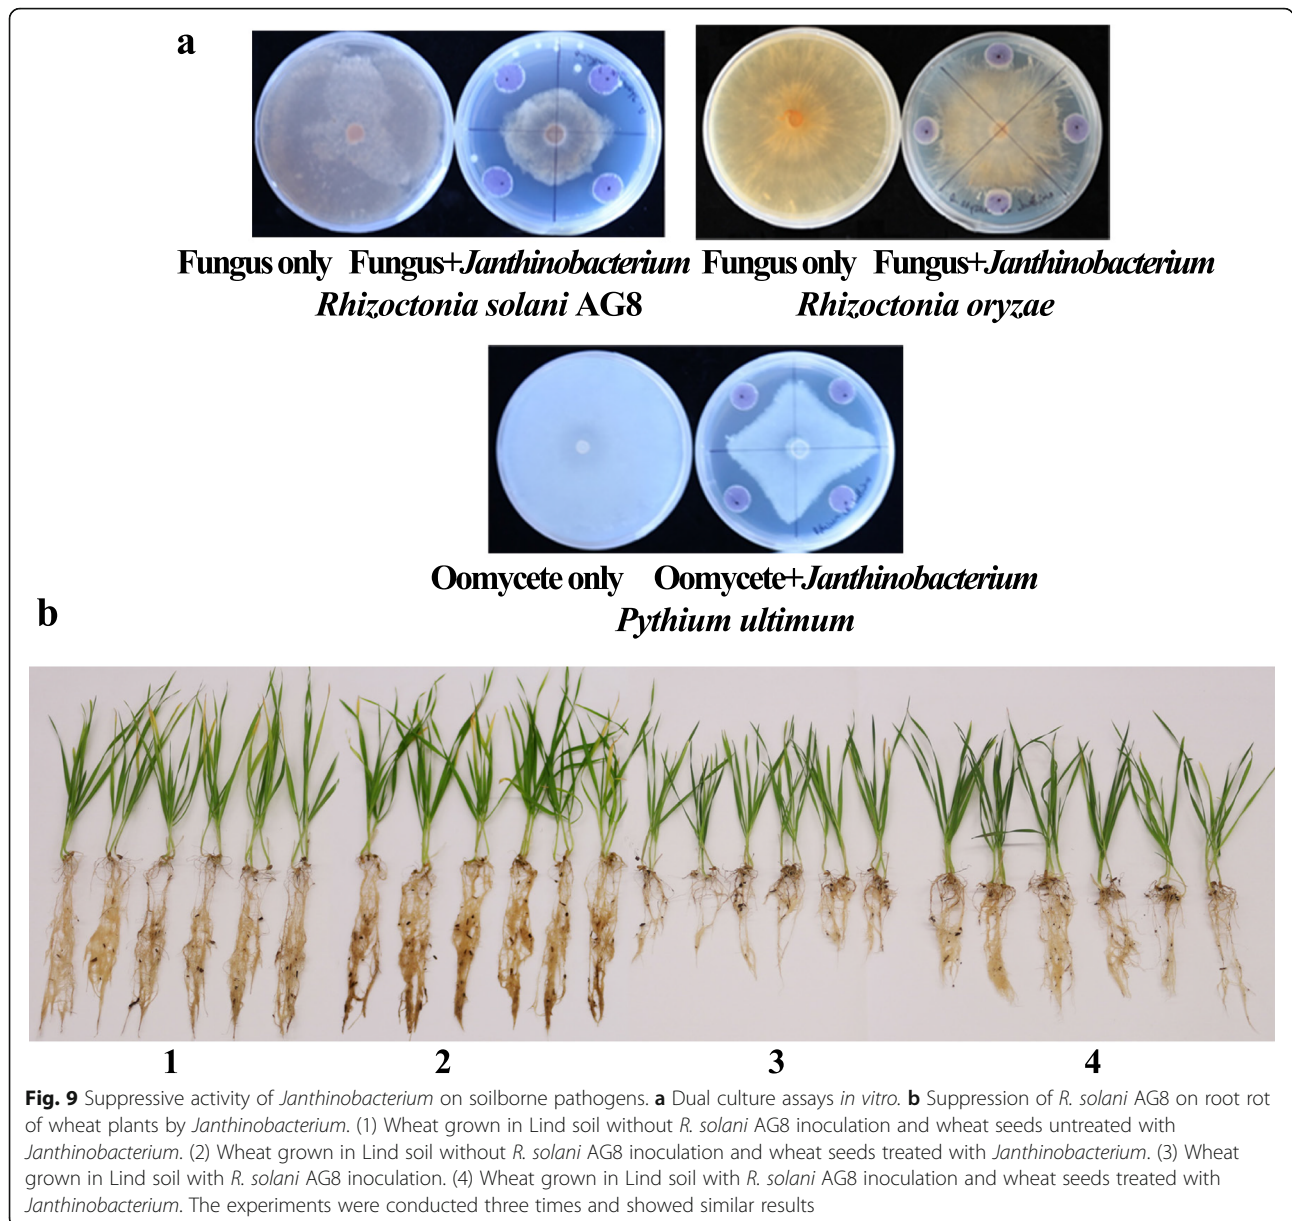 a
Fungus only Fungus+Janthinobacterium Fungus only Fungus+Janthinobacterium
Rhizoctonia solani AG8 Rhizoctonia oryzae
Oomycete only Oomycete+Janthinobacterium
Pythium ultimum
b
1 2 3 4
Fig. 9 Suppressive activity of Janthinobacterium on soilborne pathogens. a Dual culture assays in vitro. b Suppression of R. solani AG8 on root rot
of wheat plants by Janthinobacterium. (1) Wheat grown in Lind soil without R. solani AG8 inoculation and wheat seeds untreated with
Janthinobacterium. (2) Wheat grown in Lind soil without R. solani AG8 inoculation and wheat seeds treated with Janthinobacterium. (3) Wheat
grown in Lind soil with R. solani AG8 inoculation. (4) Wheat grown in Lind soil with R. solani AG8 inoculation and wheat seeds treated with
Janthinobacterium. The experiments were conducted three times and showed similar results